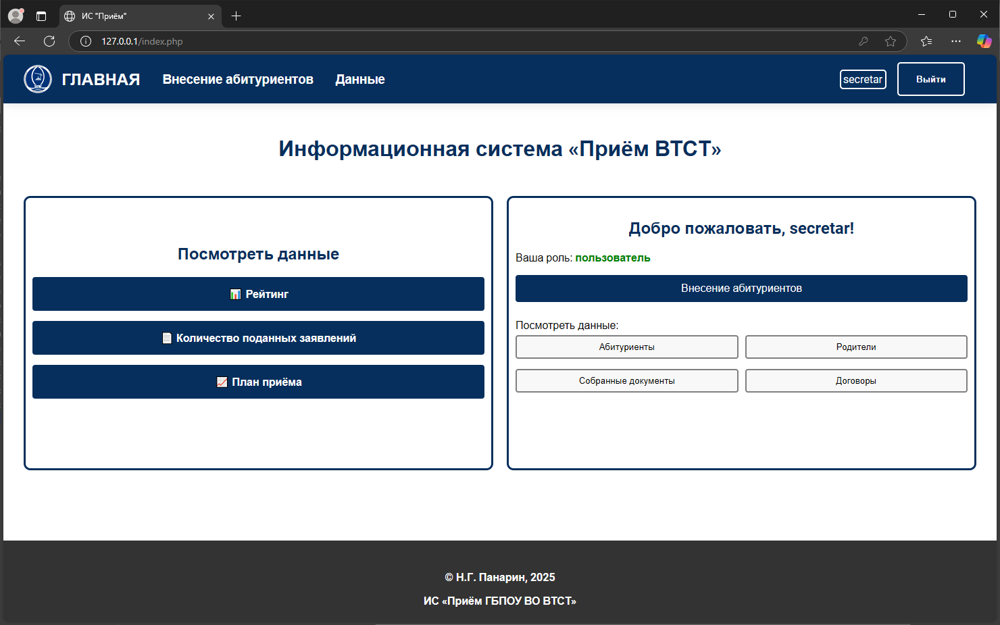 ИС "Приём"
127.0.0.1/index.php
ГЛАВНАЯ Внесение абитуриентов Данные secretar Выйти
Информационная система «Приём ВТСТ»
Посмотреть данные
📊 Рейтинг
📄 Количество поданных заявлений
📈 План приёма
Добро пожаловать, secretar!
Ваша роль: пользователь
Внесение абитуриентов
Посмотреть данные:
Абитуриенты Родители
Собранные документы Договоры
© Н.Г. Панарин, 2025
ИС «Приём ГБПОУ ВО ВТСТ»